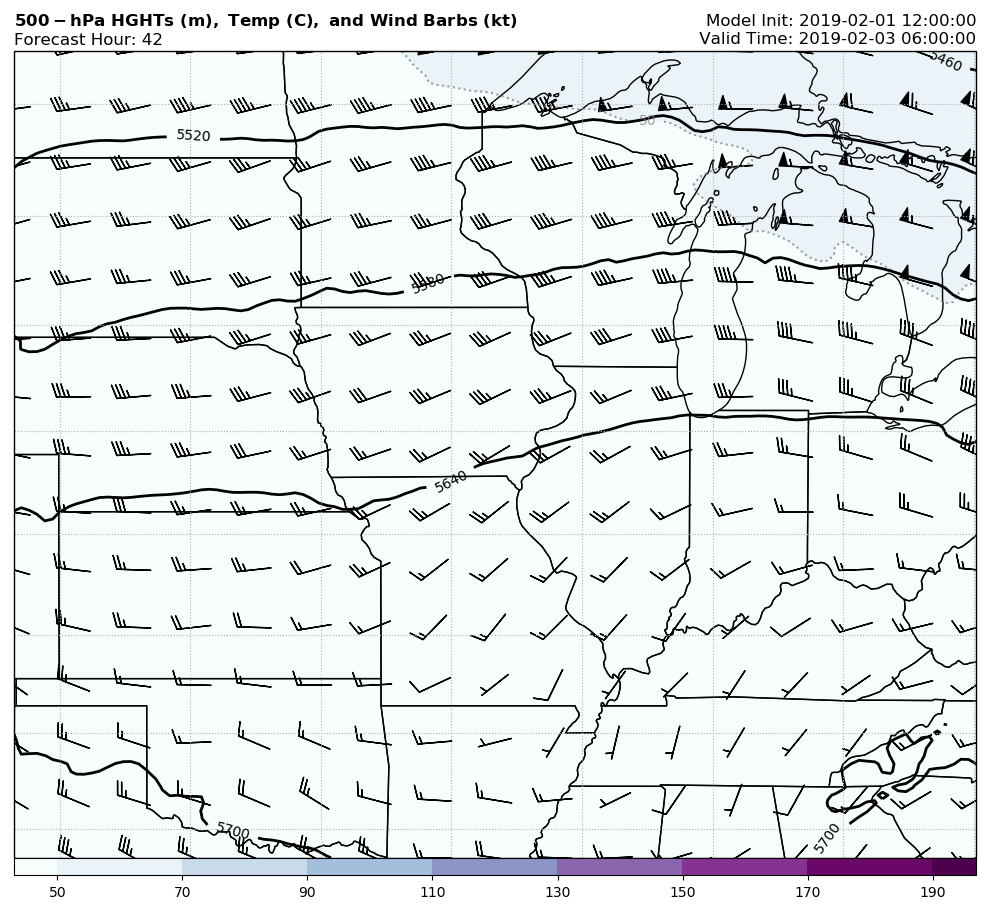 500-hPa HGHTs (m), Temp (C), and Wind Barbs (kt)
Model Init: 2019-02-01 12:00:00
Forecast Hour: 42
Valid Time: 2019-02-03 06:00:00
5460
50
5520
5580
5640
5700
5700
50 70 90 110 130 150 170 190